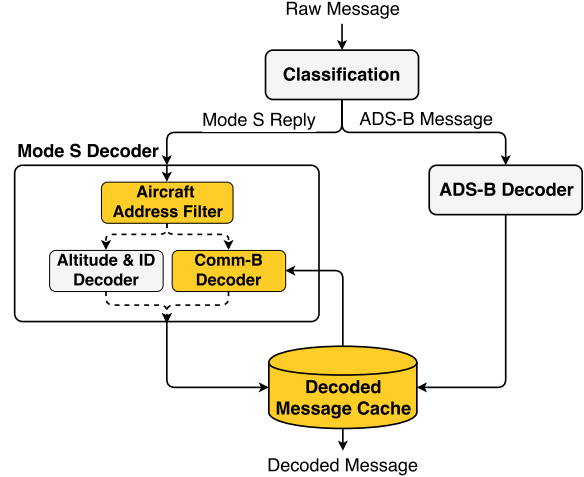 Raw Message
Classification
Mode S Reply
ADS-B Message
Mode S Decoder
Aircraft
Address Filter
ADS-B Decoder
Altitude & ID
Decoder
Comm-B
Decoder
Decoded
Message Cache
Decoded Message